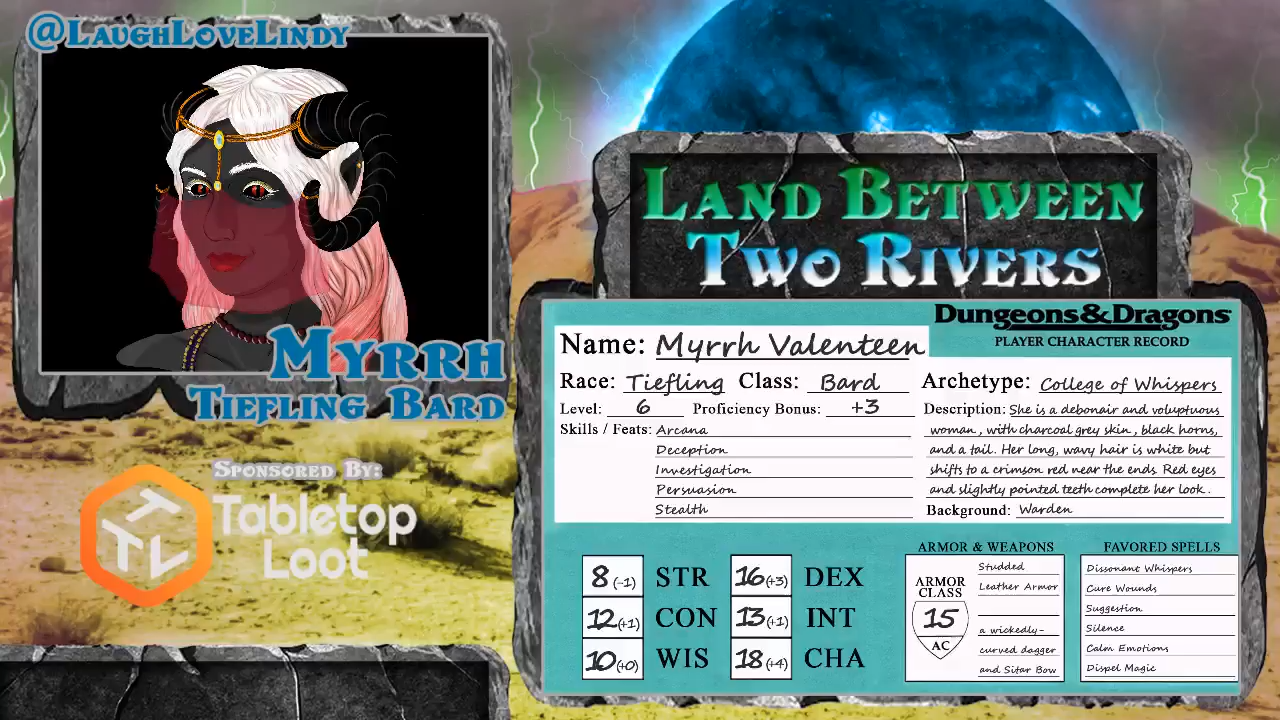 @LaughLoveLindy
Myrrh
Tiefling Bard
Sponsored By:
TTL
Tabletop
Loot
Land Between
Two Rivers
Dungeons & Dragons
PLAYER CHARACTER RECORD
Name: Myrrh Valenteen
Race: Tiefling Class: Bard
Level: 6 Proficiency Bonus: +3
Skills / Feats: Arcana
Deception
Investigation
Persuasion
Stealth
Archetype: College of Whispers
Description: She is a debonair and voluptuous
woman, with charcoal grey skin, black horns,
and a tail. Her long, wavy hair is white but
shifts to a crimson red near the ends. Red eyes
and slightly pointed teeth complete her look.
Background: Warden
8 (-1) STR 16 (+3) DEX
12 (+1) CON 13 (+1) INT
10 (+0) WIS 18 (+4) CHA
ARMOR & WEAPONS
ARMOR
CLASS
15
AC
Studded
Leather Armor
a wickedly-
curved dagger
and Sitar Bow
FAVORED SPELLS
Dissonant Whispers
Cure Wounds
Suggestion
Silence
Calm Emotions
Dispel Magic